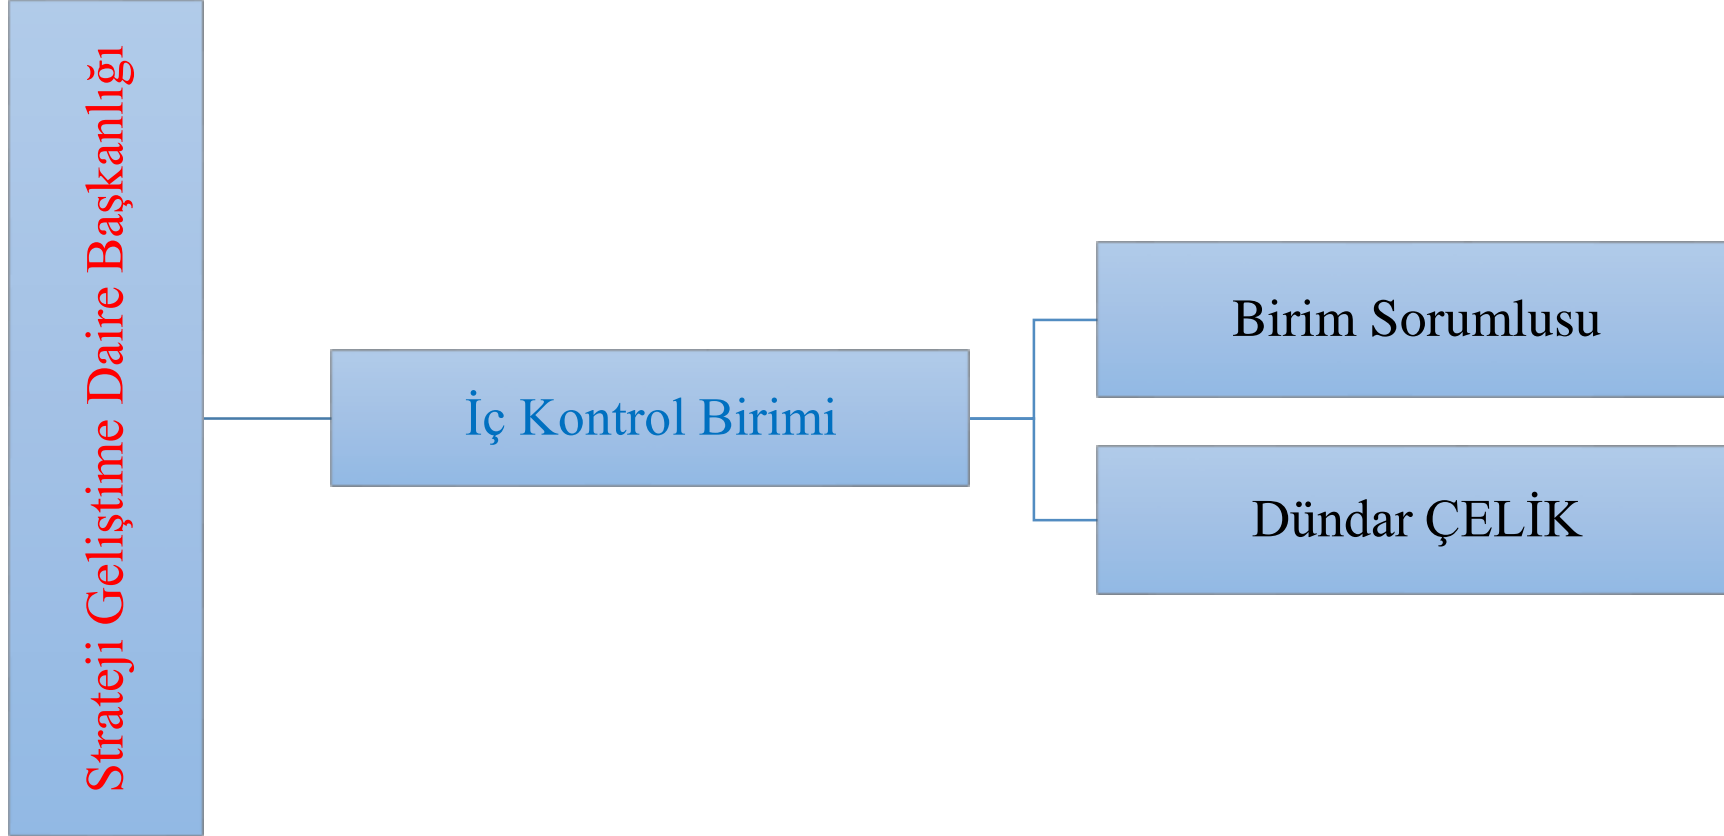 Strateji Geliştime Daire Başkanlığı
İç Kontrol Birimi
Birim Sorumlusu
Dündar ÇELİK